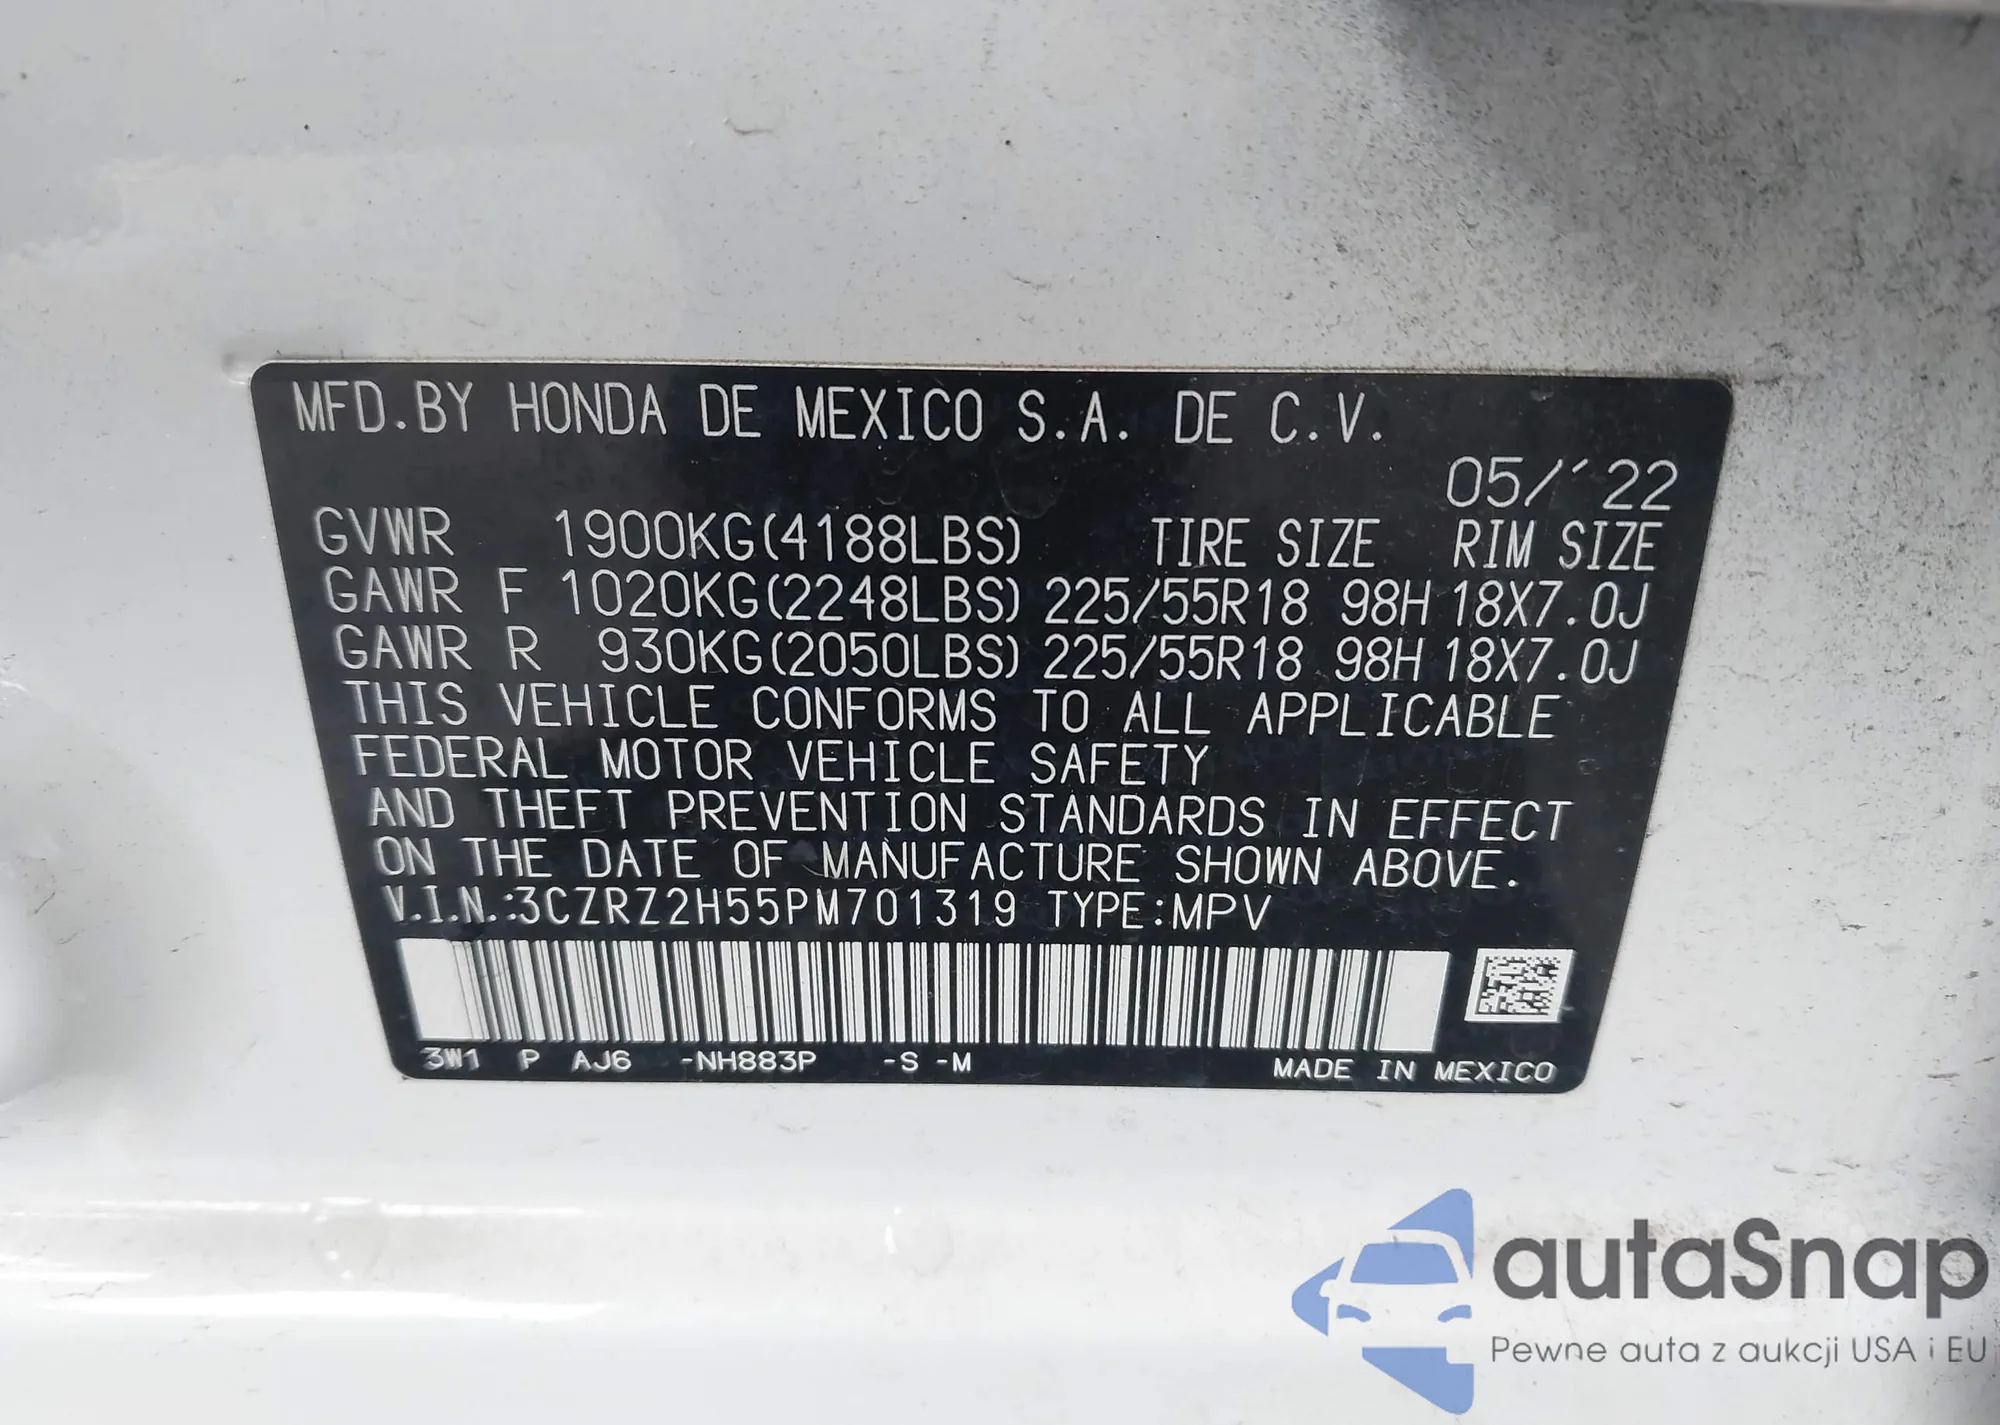 MFD.BY HONDA DE MEXICO S.A. DE C.V.
05/´22
GVWR 1900KG(4188LBS) TIRE SIZE RIM SIZE
GAWR F 1020KG(2248LBS) 225/55R18 98H 18X7.0J
GAWR R 930KG(2050LBS) 225/55R18 98H 18X7.0J
THIS VEHICLE CONFORMS TO ALL APPLICABLE
FEDERAL MOTOR VEHICLE SAFETY
AND THEFT PREVENTION STANDARDS IN EFFECT
ON THE DATE OF MANUFACTURE SHOWN ABOVE.
V.I.N.:3CZRZ2H55PM701319 TYPE:MPV
3W1 P AJ6 -NH883P -S -M MADE IN MEXICO
autaSnap
Pewne auta z aukcji USA i EU